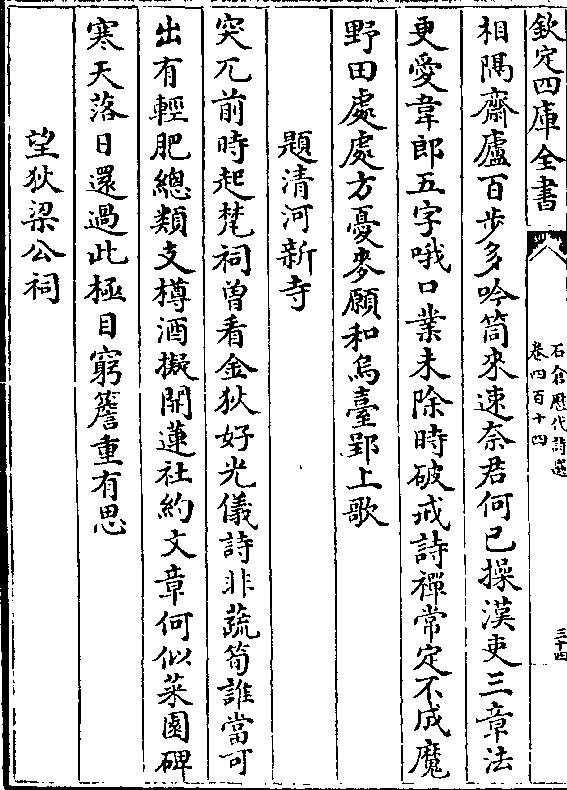 欽定四庫全書
石倉歷代詩選
卷四百十四
三十四
相隅齋廬百步多吟筒來速奈君何已操漢吏三章法
更愛韋郎五字哦口業未除時破戒詩禪常定不成魔
野田處處方憂麥願和烏臺郢上歌
題清河新寺
突兀前時起梵祠曾看金狄好光儀詩非蔬筍誰當可
出有輕肥總類支樽酒擬開蓮社約文章何似菜園碑
寒天落日還過此極目窮簷重有思
望狄梁公祠